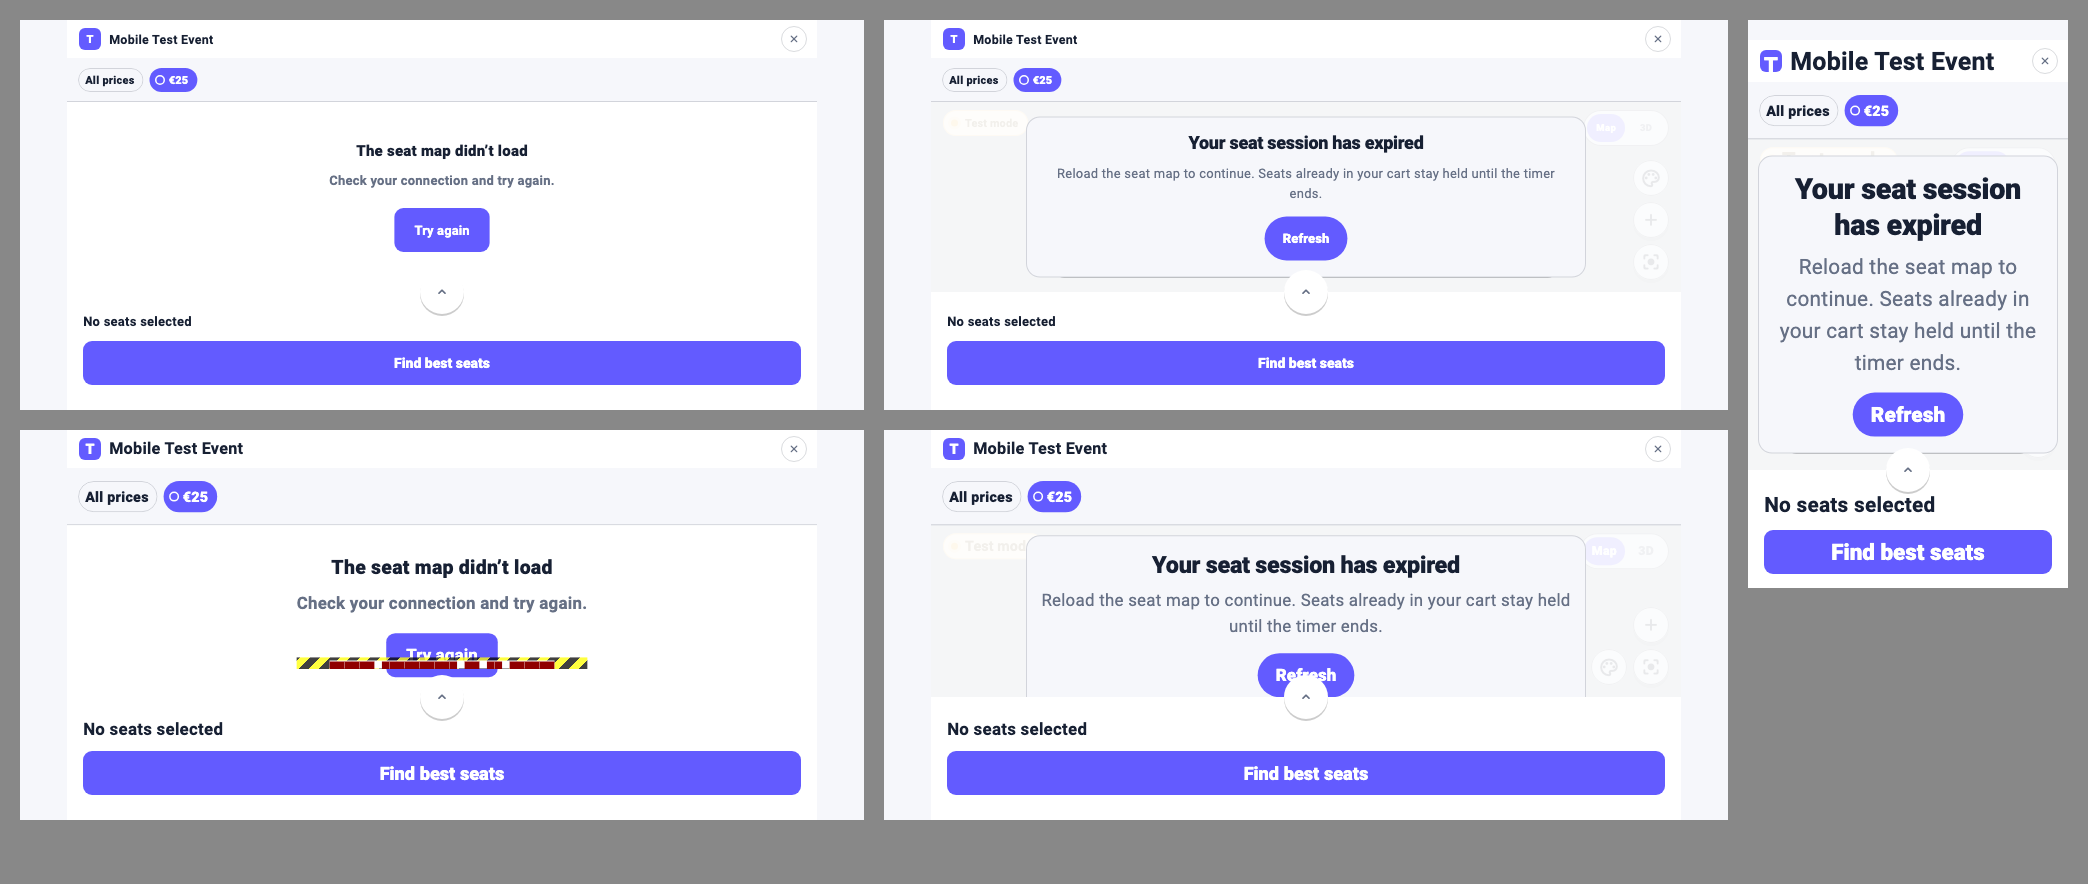 T Mobile Test Event
All prices €25
The seat map didn’t load
Check your connection and try again.
Try again
No seats selected
Find best seats
T Mobile Test Event
All prices €25
Test mode
Map 3D
Your seat session has expired
Reload the seat map to continue. Seats already in your cart stay held until the timer
ends.
Refresh
No seats selected
Find best seats
T Mobile Test Event
All prices €25
Your seat session
has expired
Reload the seat map to
continue. Seats already in
your cart stay held until the
timer ends.
Refresh
No seats selected
Find best seats
T Mobile Test Event
All prices €25
The seat map didn’t load
Check your connection and try again.
Try again
No seats selected
Find best seats
T Mobile Test Event
All prices €25
Test mod
Map 3D
Your seat session has expired
Reload the seat map to continue. Seats already in your cart stay held
until the timer ends.
Refresh
No seats selected
Find best seats